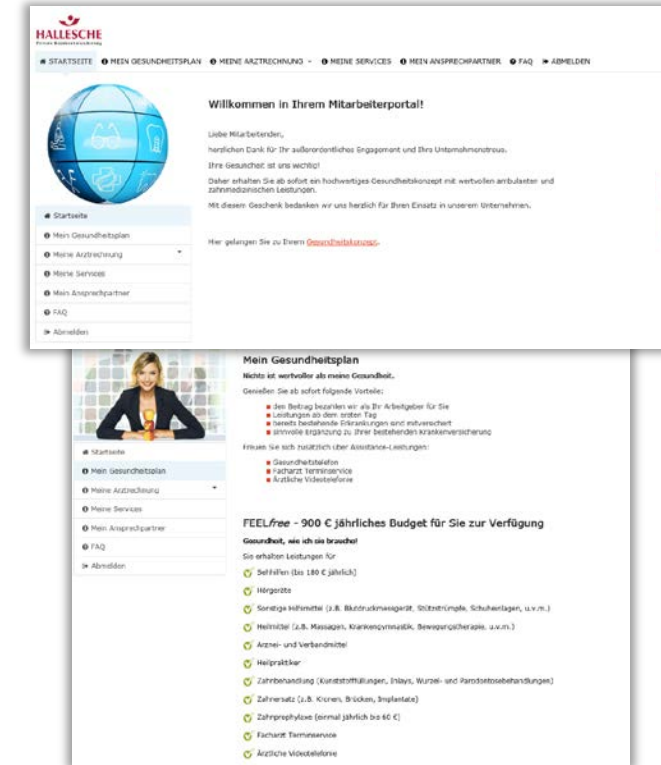 HALLESCHE
Private Krankenversicherung
STARTSEITE MEIN GESUNDHEITSPLAN MEINE ARZTRECHNUNG MEINE SERVICES MEIN ANSPRECHPARTNER FAQ ABMELDEN
Willkommen in Ihrem Mitarbeiterportal!
Liebe Mitarbeitenden,
herzlichen Dank für Ihr außerordentliches Engagement und Ihre Unternehmenstreue.
Ihre Gesundheit ist uns wichtig!
Daher erhalten Sie ab sofort ein hochwertiges Gesundheitskonzept mit wertvollen ambulanten und
zahnmedizinischen Leistungen.
Mit diesem Geschenk bedanken wir uns herzlich für Ihren Einsatz in unserem Unternehmen.
Hier gelangen Sie zu Ihrem Gesundheitskonzept.
Startseite
Mein Gesundheitsplan
Meine Arztrechnung
Meine Services
Mein Ansprechpartner
FAQ
Abmelden
Mein Gesundheitsplan
Nichts ist wertvoller als meine Gesundheit.
Genießen Sie ab sofort folgende Vorteile:
den Beitrag bezahlen wir als Ihr Arbeitgeber für Sie
Leistungen ab dem ersten Tag
bereits bestehende Erkrankungen sind mitversichert
sinnvolle Ergänzung zu Ihrer bestehenden Krankenversicherung
Freuen Sie sich zusätzlich über Assistance-Leistungen:
Gesundheitstelefon
Facharzt Terminservice
Ärztliche Videotelefonie
Startseite
Mein Gesundheitsplan
Meine Arztrechnung
Meine Services
Mein Ansprechpartner
FAQ
Abmelden
FEELfree - 900 € jährliches Budget für Sie zur Verfügung
Gesundheit, wie ich sie brauche!
Sie erhalten Leistungen für
Sehhilfen (bis 180 € jährlich)
Hörgeräte
Sonstige Hilfsmittel (z.B. Blutdruckmessgerät, Stützstrümpfe, Schuheinlagen, u.v.m.)
Heilmittel (z.B. Massagen, Krankengymnastik, Bewegungstherapie, u.v.m.)
Arznei- und Verbandmittel
Heilpraktiker
Zahnbehandlung (Kunststofffüllungen, Inlays, Wurzel- und Parodontosebehandlungen)
Zahnersatz (z.B. Kronen, Brücken, Implantate)
Zahnprophylaxe (einmal jährlich bis 60 €)
Facharzt Terminservice
Ärztliche Videotelefonie